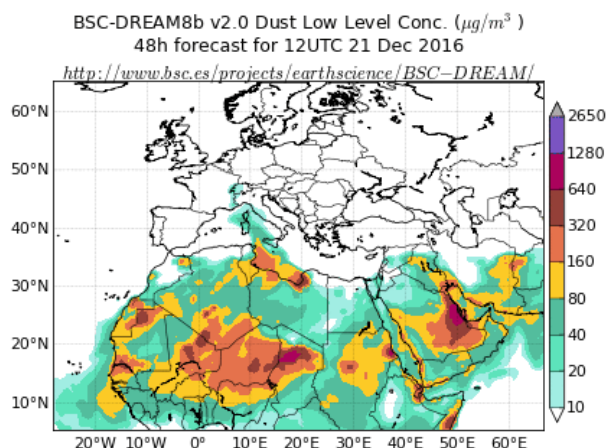 BSC-DREAM8b v2.0 Dust Low Level Conc. (μg/m³ )
48h forecast for 12UTC 21 Dec 2016
http://www.bsc.es/projects/earthscience/BSC−DREAM/
60°N
50°N
40°N
30°N
20°N
10°N
20°W 10°W 0° 10°E 20°E 30°E 40°E 50°E 60°E
2650
1280
640
320
160
80
40
20
10